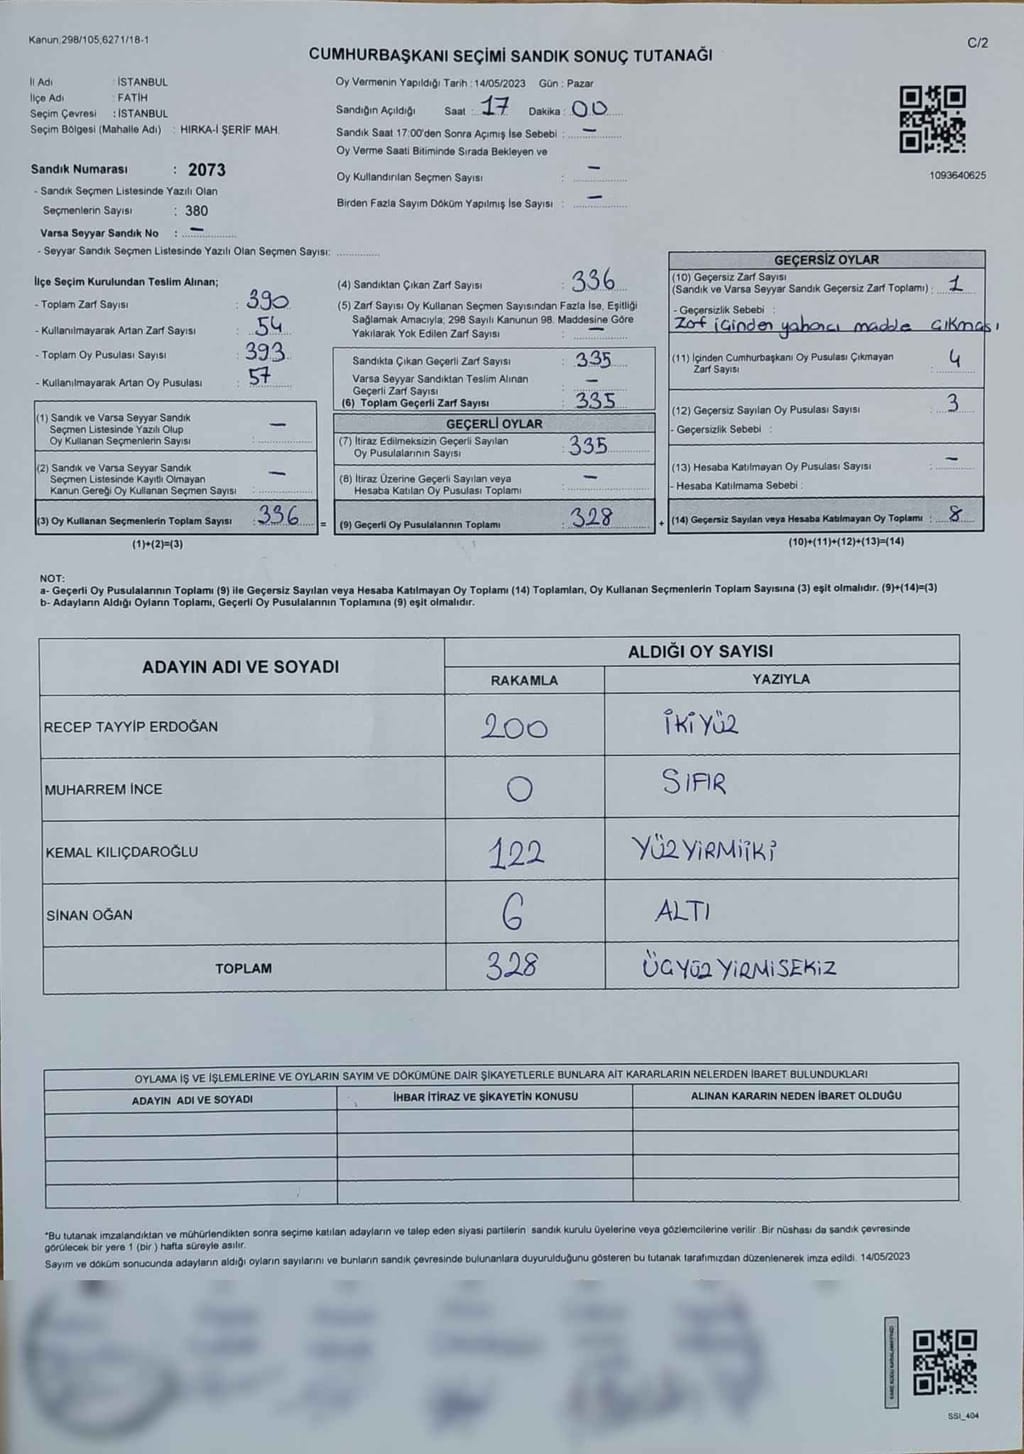 Kanun 298/105,6271/18-1
C/2
CUMHURBAŞKANI SEÇİMİ SANDIK SONUÇ TUTANAĞI
İl Adı : İSTANBUL
İlçe Adı : FATİH
Seçim Çevresi : İSTANBUL
Seçim Bölgesi (Mahalle Adı) : HIRKA-İ ŞERİF MAH.
Oy Vermenin Yapıldığı Tarih : 14/05/2023 Gün : Pazar
Sandığın Açıldığı Saat : 17 Dakika : 00
Sandık Saat 17:00'den Sonra Açımış İse Sebebi : —
Oy Verme Saati Bitiminde Sırada Bekleyen ve
Oy Kullandırılan Seçmen Sayısı : —
Birden Fazla Sayım Döküm Yapılmış İse Sayısı : —
1093640625
Sandık Numarası : 2073
- Sandık Seçmen Listesinde Yazılı Olan
Seçmenlerin Sayısı : 380
Varsa Seyyar Sandık No : —
- Seyyar Sandık Seçmen Listesinde Yazılı Olan Seçmen Sayısı:
İlçe Seçim Kurulundan Teslim Alınan;
- Toplam Zarf Sayısı : 390
- Kullanılmayarak Artan Zarf Sayısı : 54
- Toplam Oy Pusulası Sayısı : 393
- Kullanılmayarak Artan Oy Pusulası : 57
(1) Sandık ve Varsa Seyyar Sandık
Seçmen Listesinde Yazılı Olup
Oy Kullanan Seçmenlerin Sayısı : —
(2) Sandık ve Varsa Seyyar Sandık
Seçmen Listesinde Kayıtlı Olmayan
Kanun Gereği Oy Kullanan Seçmen Sayısı : —
(3) Oy Kullanan Seçmenlerin Toplam Sayısı : 336 =
(1)+(2)=(3)
(4) Sandıktan Çıkan Zarf Sayısı : 336
(5) Zarf Sayısı Oy Kullanan Seçmen Sayısından Fazla İse, Eşitliği
Sağlamak Amacıyla; 298 Sayılı Kanunun 98. Maddesine Göre
Yakılarak Yok Edilen Zarf Sayısı : —
Sandıkta Çıkan Geçerli Zarf Sayısı : 335
Varsa Seyyar Sandıktan Teslim Alınan
Geçerli Zarf Sayısı : —
(6) Toplam Geçerli Zarf Sayısı : 335
GEÇERLİ OYLAR
(7) İtiraz Edilmeksizin Geçerli Sayılan
Oy Pusulalarının Sayısı : 335
(8) İtiraz Üzerine Geçerli Sayılan veya
Hesaba Katılan Oy Pusulası Toplamı : —
(9) Geçerli Oy Pusulalarının Toplamı : 328 +
GEÇERSİZ OYLAR
(10) Geçersiz Zarf Sayısı
(Sandık ve Varsa Seyyar Sandık Geçersiz Zarf Toplamı) : 1
- Geçersizlik Sebebi :
Zarf içinden yabancı madde çıkması
(11) İçinden Cumhurbaşkanı Oy Pusulası Çıkmayan
Zarf Sayısı : 4
(12) Geçersiz Sayılan Oy Pusulası Sayısı : 3
- Geçersizlik Sebebi :
(13) Hesaba Katılmayan Oy Pusulası Sayısı : —
- Hesaba Katılmama Sebebi :
(14) Geçersiz Sayılan veya Hesaba Katılmayan Oy Toplamı : 8
(10)+(11)+(12)+(13)=(14)
NOT:
a- Geçerli Oy Pusulalarının Toplamı (9) ile Geçersiz Sayılan veya Hesaba Katılmayan Oy Toplamı (14) Toplamları, Oy Kullanan Seçmenlerin Toplam Sayısına (3) eşit olmalıdır. (9)+(14)=(3)
b- Adayların Aldığı Oyların Toplamı, Geçerli Oy Pusulalarının Toplamına (9) eşit olmalıdır.
ADAYIN ADI VE SOYADI
ALDIĞI OY SAYISI
RAKAMLA YAZIYLA
RECEP TAYYİP ERDOĞAN 200 İKİYÜZ
MUHARREM İNCE 0 SIFIR
KEMAL KILIÇDAROĞLU 122 YÜZYİRMİİKİ
SİNAN OĞAN 6 ALTI
TOPLAM 328 ÜÇYÜZ YİRMİSEKİZ
OYLAMA İŞ VE İŞLEMLERİNE VE OYLARIN SAYIM VE DÖKÜMÜNE DAİR ŞİKAYETLERLE BUNLARA AİT KARARLARIN NELERDEN İBARET BULUNDUKLARI
ADAYIN ADI VE SOYADI İHBAR İTİRAZ VE ŞİKAYETİN KONUSU ALINAN KARARIN NEDEN İBARET OLDUĞU
*Bu tutanak imzalandıktan ve mühürlendikten sonra seçime katılan adayların ve talep eden siyasi partilerin sandık kurulu üyelerine veya gözlemcilerine verilir. Bir nüshası da sandık çevresinde
görülecek bir yere 1 (bir ) hafta süreyle asılır.
Sayım ve döküm sonucunda adayların aldığı oyların sayılarını ve bunların sandık çevresinde bulunanlara duyurulduğunu gösteren bu tutanak tarafımızdan düzenlenerek imza edildi. 14/05/2023
SSI_404